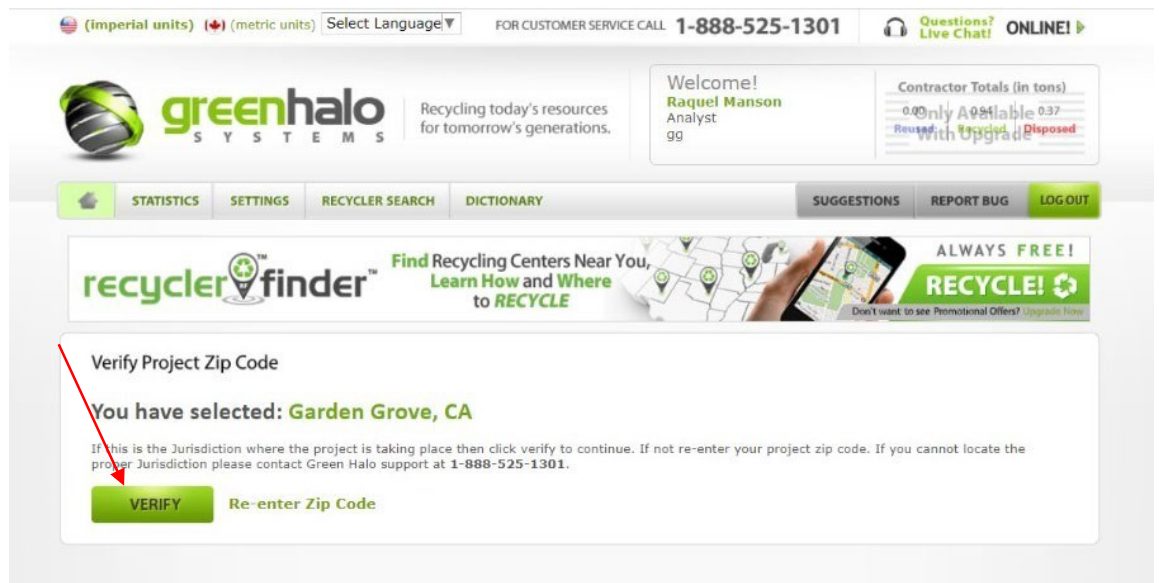 (imperial units) (metric units) Select Language▼ FOR CUSTOMER SERVICE CALL 1-888-525-1301 Questions? Live Chat! ONLINE!
greenhalo
SYSTEMS
Recycling today's resources
for tomorrow's generations.
Welcome!
Raquel Manson
Analyst
gg
Contractor Totals (in tons)
0.00 0.94 0.37
Reused Recycled Disposed
Only Available
With Upgrade
STATISTICS SETTINGS RECYCLER SEARCH DICTIONARY SUGGESTIONS REPORT BUG LOG OUT
recycler finder™
Find Recycling Centers Near You,
Learn How and Where
to RECYCLE
ALWAYS FREE!
RECYCLE!
Don't want to see Promotional Offers? Upgrade Now
Verify Project Zip Code
You have selected: Garden Grove, CA
If this is the Jurisdiction where the project is taking place then click verify to continue. If not re-enter your project zip code. If you cannot locate the
proper Jurisdiction please contact Green Halo support at 1-888-525-1301.
VERIFY Re-enter Zip Code